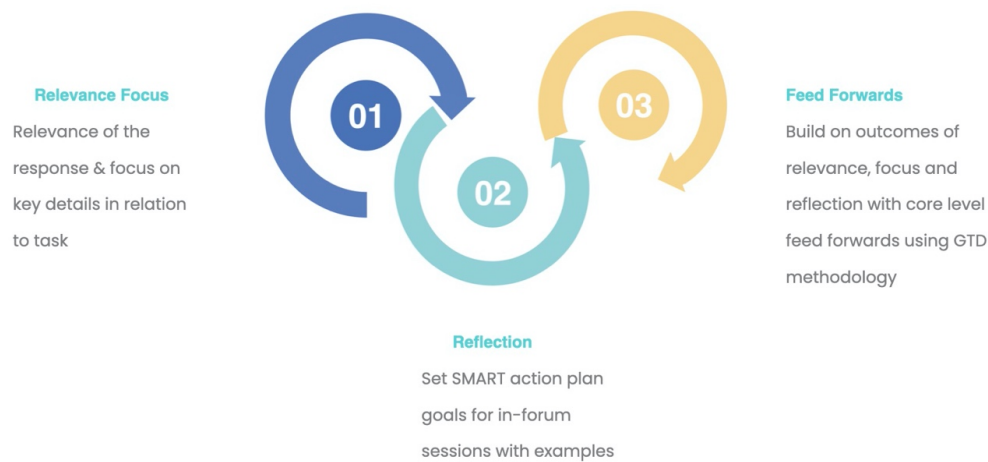 Relevance Focus
Relevance of the
response & focus on
key details in relation
to task
01
02
03
Reflection
Set SMART action plan
goals for in-forum
sessions with examples
Feed Forwards
Build on outcomes of
relevance, focus and
reflection with core level
feed forwards using GTD
methodology